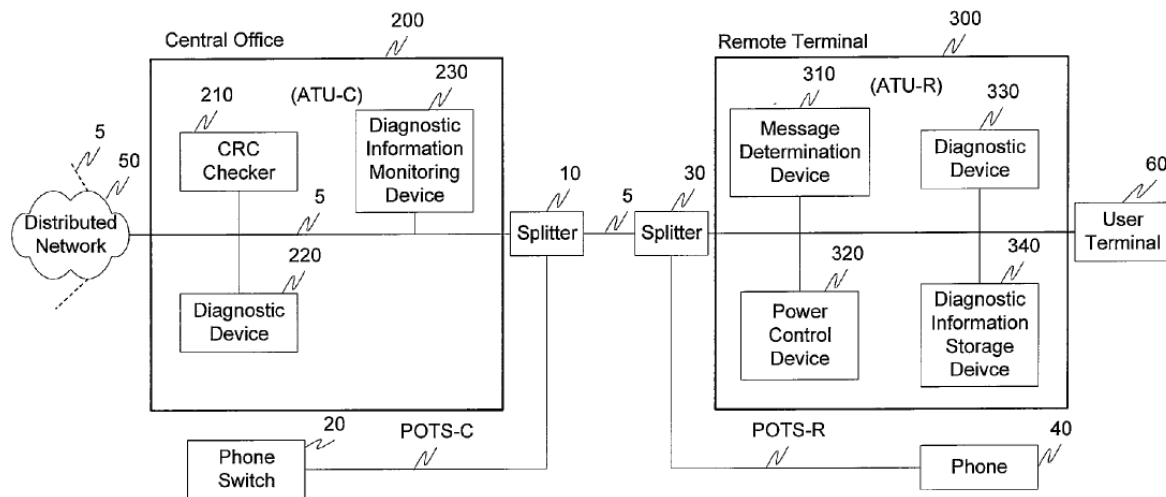 200
300
Central Office
Remote Terminal
(ATU-C)
230
210
310
(ATU-R)
330
5
50
CRC
Checker
Diagnostic
Information
Monitoring
Device
10
5
30
Message
Determination
Device
Diagnostic
Device
60
Distributed
Network
5
Splitter
Splitter
User
Terminal
220
320
340
Diagnostic
Device
Power
Control
Device
Diagnostic
Information
Storage
Deivce
20
POTS-C
POTS-R
40
Phone
Switch
Phone